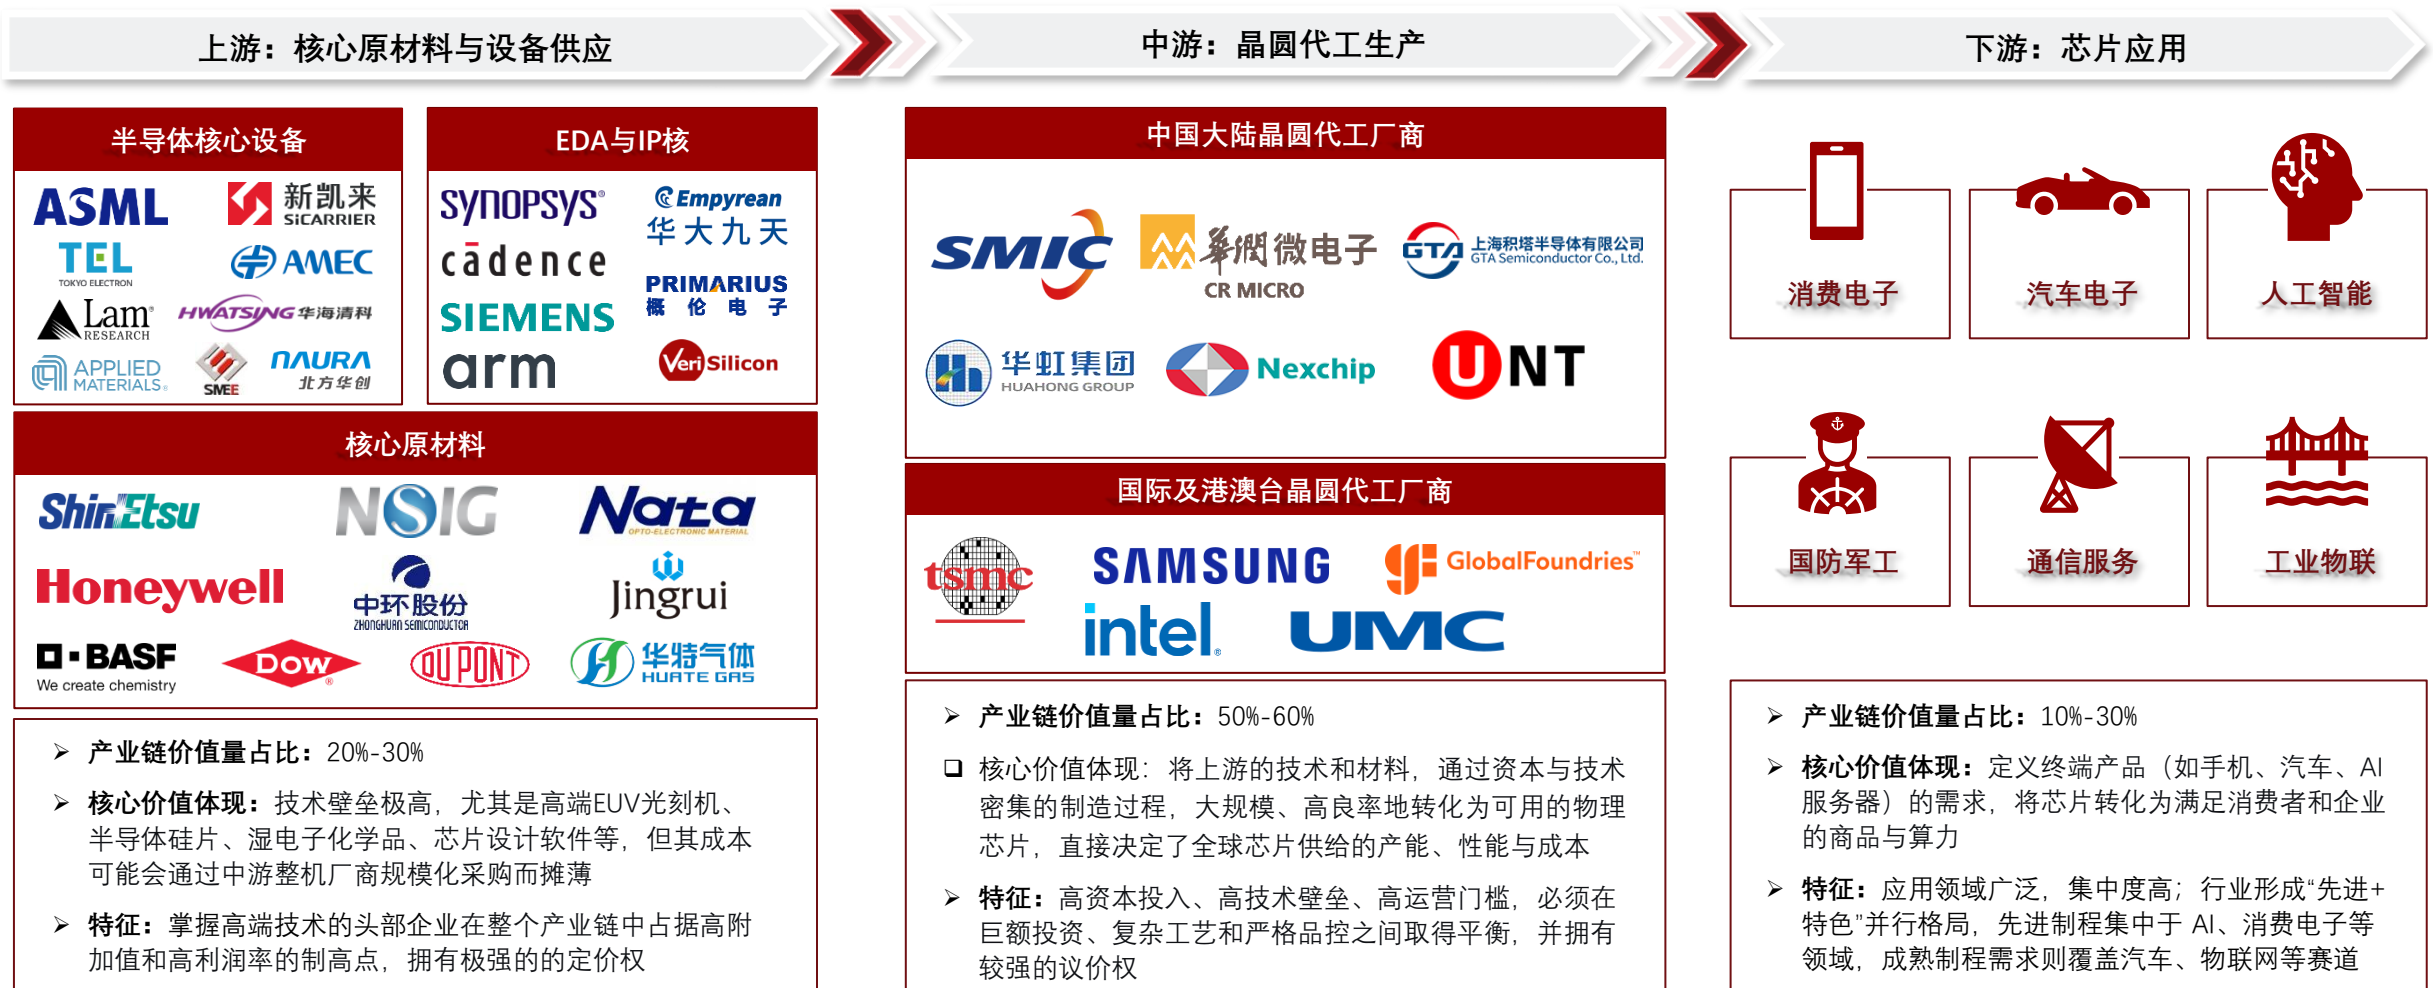 上游：核心原材料与设备供应
中游：晶圆代工生产
下游：芯片应用
半导体核心设备
ASML
新凯来
SiCARRIER
TEL
TOKYO ELECTRON
AMEC
Lam
RESEARCH
HWATSING 华海清科
APPLIED
MATERIALS
SMEE
NAURA
北方华创
EDA与IP核
SYNOPSYS
Empyrean
华大九天
cādence
PRIMARIUS
概伦电子
SIEMENS
arm
VeriSilicon
核心原材料
ShinEtsu
NSIG
Nata
OPTO-ELECTRONIC MATERIAL
Honeywell
中环股份
ZHONGHUAN SEMICONDUCTOR
Jingrui
BASF
We create chemistry
DOW
DUPONT
华特气体
HUATE GAS
➢ 产业链价值量占比：20%-30%
➢ 核心价值体现：技术壁垒极高，尤其是高端EUV光刻机、
半导体硅片、湿电子化学品、芯片设计软件等，但其成本
可能会通过中游整机厂商规模化采购而摊薄
➢ 特征：掌握高端技术的头部企业在整个产业链中占据高附
加值和高利润率的制高点，拥有极强的的定价权
中国大陆晶圆代工厂商
SMIC
華潤微电子
CR MICRO
GTA
上海积塔半导体有限公司
GTA Semiconductor Co., Ltd.
华虹集团
HUAHONG GROUP
Nexchip
UNT
国际及港澳台晶圆代工厂商
tsmc
SAMSUNG
GF GlobalFoundries™
intel
UMC
➢ 产业链价值量占比：50%-60%
❑ 核心价值体现：将上游的技术和材料，通过资本与技术
密集的制造过程，大规模、高良率地转化为可用的物理
芯片，直接决定了全球芯片供给的产能、性能与成本
➢ 特征：高资本投入、高技术壁垒、高运营门槛，必须在
巨额投资、复杂工艺和严格品控之间取得平衡，并拥有
较强的议价权
消费电子
汽车电子
人工智能
国防军工
通信服务
工业物联
➢ 产业链价值量占比：10%-30%
➢ 核心价值体现：定义终端产品（如手机、汽车、AI
服务器）的需求，将芯片转化为满足消费者和企业
的商品与算力
➢ 特征：应用领域广泛，集中度高；行业形成“先进+
特色”并行格局，先进制程集中于 AI、消费电子等
领域，成熟制程需求则覆盖汽车、物联网等赛道